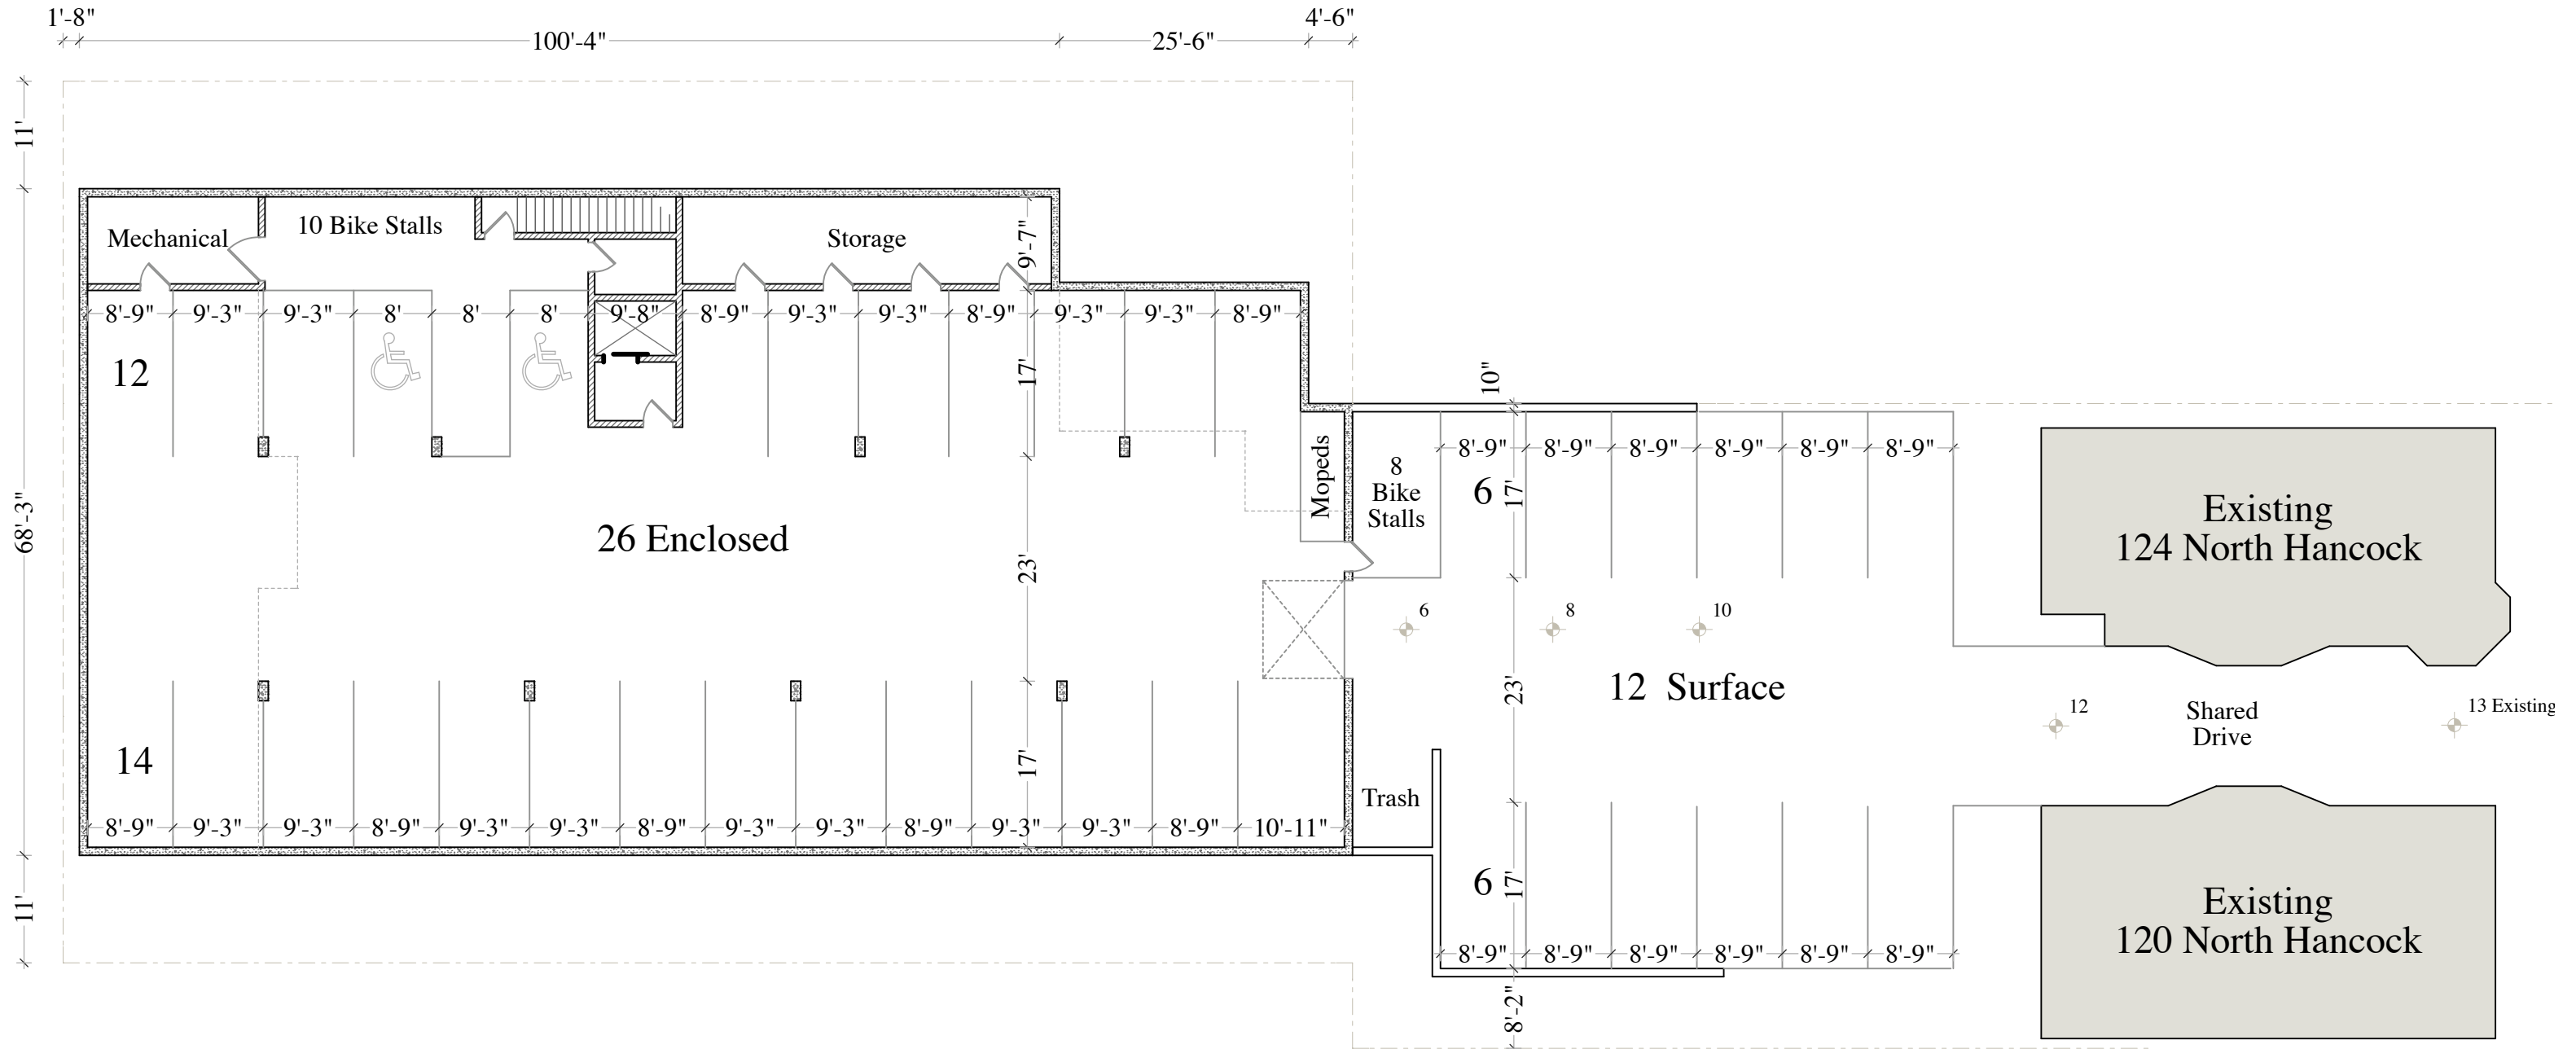 1'-8"
4'-6"
100'-4"
25'-6"
11'
Mechanical
10 Bike Stalls
Storage
9'-7"
8'-9" 9'-3" 9'-3" 8' 8' 8' 9'-8" 8'-9" 9'-3" 9'-3" 8'-9" 9'-3" 9'-3" 8'-9"
12
17'
10"
8'-9" 8'-9" 8'-9" 8'-9" 8'-9" 8'-9"
Mopeds
8
Bike
Stalls
6
17'
68'-3"
26 Enclosed
23'
Existing
124 North Hancock
6
8
10
12 Surface
23'
12
Shared
Drive
13 Existing
14
17'
Trash
8'-9" 9'-3" 9'-3" 8'-9" 9'-3" 9'-3" 8'-9" 9'-3" 9'-3" 8'-9" 9'-3" 9'-3" 8'-9" 10'-11"
11'
6
17'
Existing
120 North Hancock
8'-9" 8'-9" 8'-9" 8'-9" 8'-9" 8'-9"
8'-2"